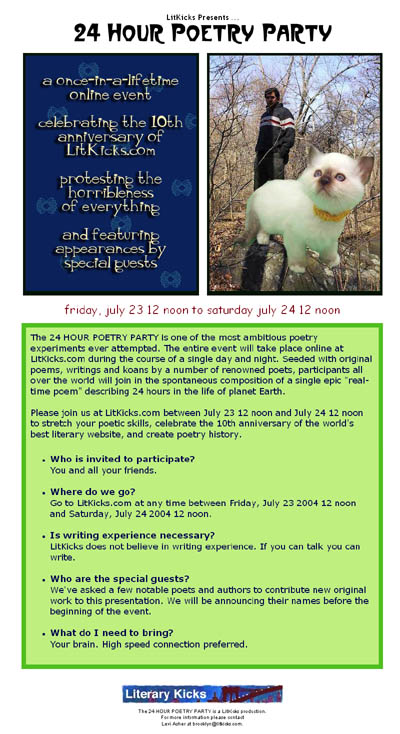 LitKicks Presents ....
24 HOUR POETRY PARTY
a once-in-a-lifetime
online event
celebrating the 10th
anniversary of
LitKicks.com
protesting the
horribleness
of everything
and featuring
appearances by
special guests
friday, july 23 12 noon to saturday july 24 12 noon
The 24 HOUR POETRY PARTY is one of the most ambitious poetry
experiments ever attempted. The entire event will take place online at
LitKicks.com during the course of a single day and night. Seeded with original
poems, writings and koans by a number of renowned poets, participants all
over the world will join in the spontaneous composition of a single epic "real-
time poem" describing 24 hours in the life of planet Earth.
Please join us at LitKicks.com between July 23 12 noon and July 24 12 noon
to stretch your poetic skills, celebrate the 10th anniversary of the world's
best literary website, and create poetry history.
• Who is invited to participate?
You and all your friends.
• Where do we go?
Go to LitKicks.com at any time between Friday, July 23 2004 12 noon
and Saturday, July 24 2004 12 noon.
• Is writing experience necessary?
LitKicks does not believe in writing experience. If you can talk you can
write.
• Who are the special guests?
We've asked a few notable poets and authors to contribute new original
work to this presentation. We will be announcing their names before the
beginning of the event.
• What do I need to bring?
Your brain. High speed connection preferred.
Literary Kicks
The 24 HOUR POETRY PARTY is a LitKicks production.
For more information please contact
Levi Asher at brooklyn@litkicks.com.